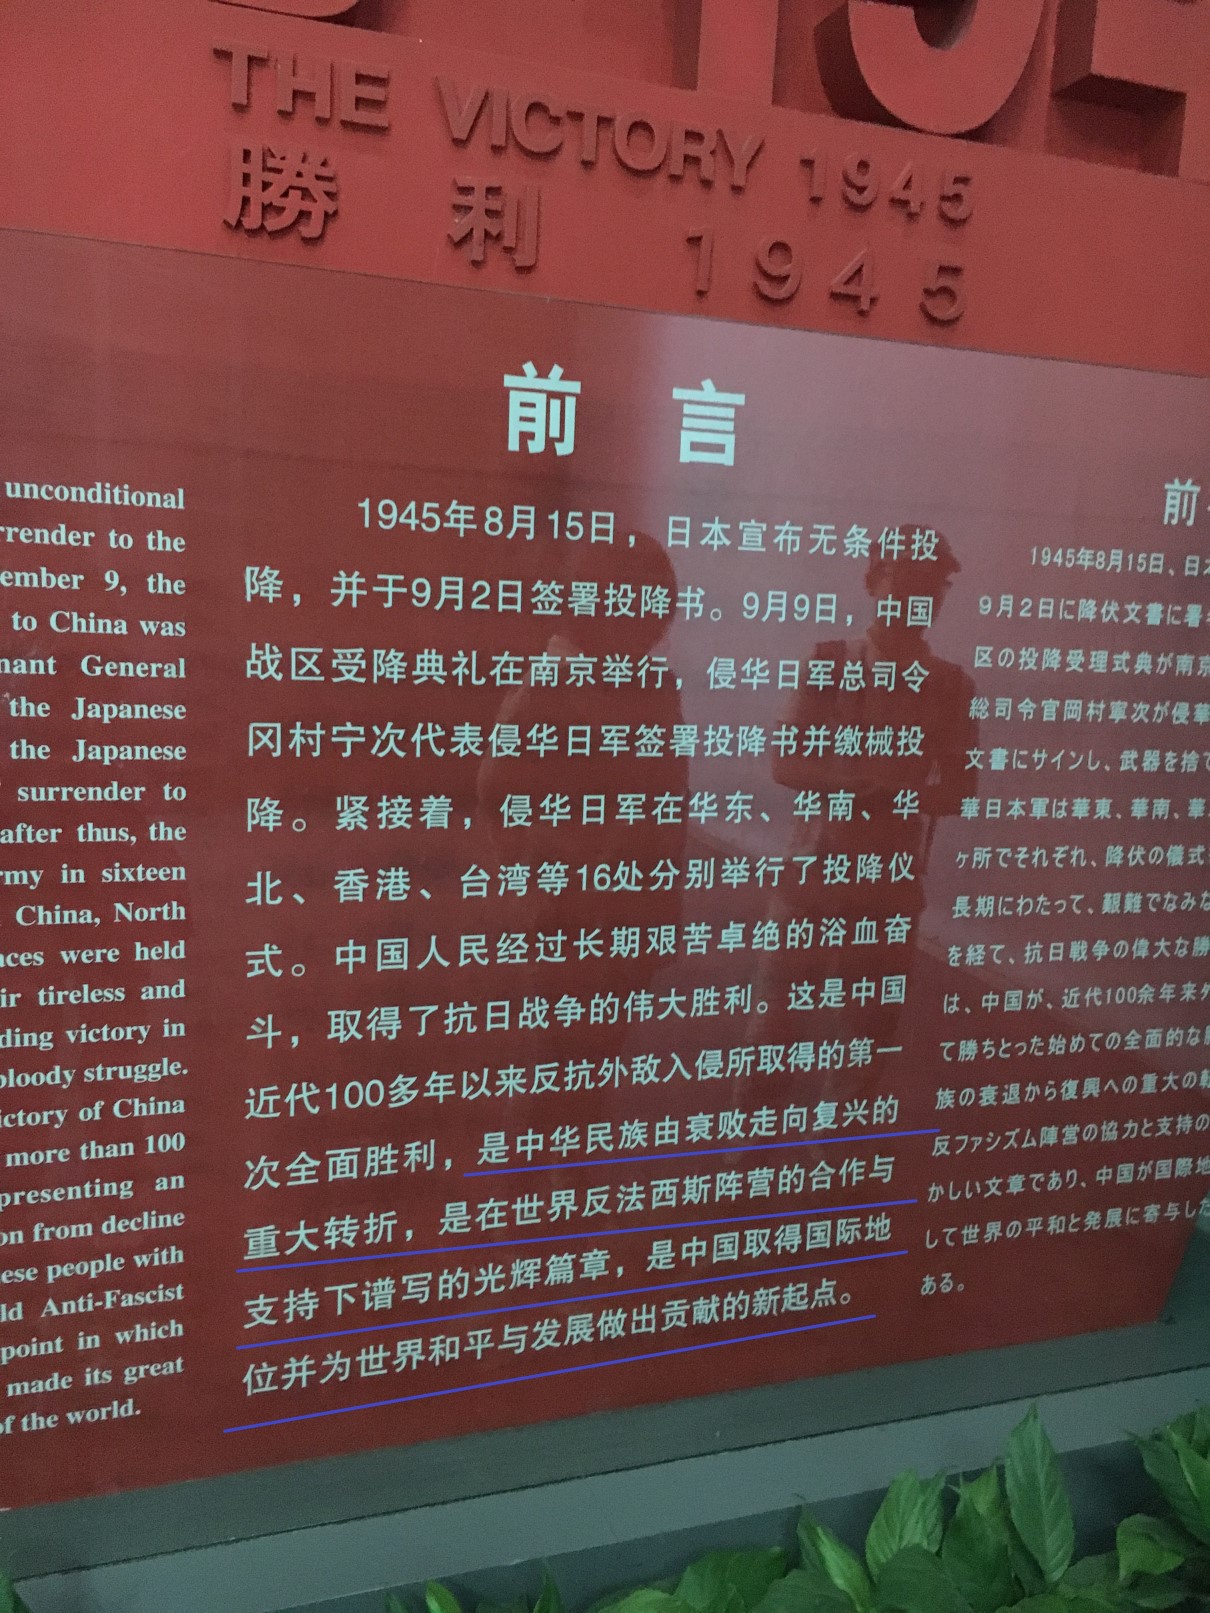 THE VICTORY 1945
勝利 1945
unconditional
rrender to the
ember 9, the
to China was
nant General
the Japanese
the Japanese
surrender to
after thus, the
rmy in sixteen
China, North
nces were held
ir tireless and
ding victory in
bloody struggle.
ictory of China
more than 100
presenting an
on from decline
ese people with
ld Anti-Fascist
point in which
made its great
of the world.
前言
1945年8月15日，日本宣布无条件投
降，并于9月2日签署投降书。9月9日，中国
战区受降典礼在南京举行，侵华日军总司令
冈村宁次代表侵华日军签署投降书并缴械投
降。紧接着，侵华日军在华东、华南、华
北、香港、台湾等16处分别举行了投降仪
式。中国人民经过长期艰苦卓绝的浴血奋
斗，取得了抗日战争的伟大胜利。这是中国
近代100多年以来反抗外敌入侵所取得的第一
次全面胜利，是中华民族由衰败走向复兴的
重大转折，是在世界反法西斯阵营的合作与
支持下谱写的光辉篇章，是中国取得国际地
位并为世界和平与发展做出贡献的新起点。
前
1945年8月15日、日
9月2日に降伏文書に署
区の投降受理式典が南京
総司令官岡村寧次が侵華
文書にサインし、武器を捨て
華日本軍は華東、華南、華
ヶ所でそれぞれ、降伏の儀式
長期にわたって、艱難でなみな
を経て、抗日戦争の偉大な勝
は、中国が、近代100余年来外
て勝ちとった始めての全面的な
族の衰退から復興への重大の転
反ファシズム陣営の協力と支持の
かしい文章であり、中国が国際地
して世界の平和と発展に寄与した
ある。